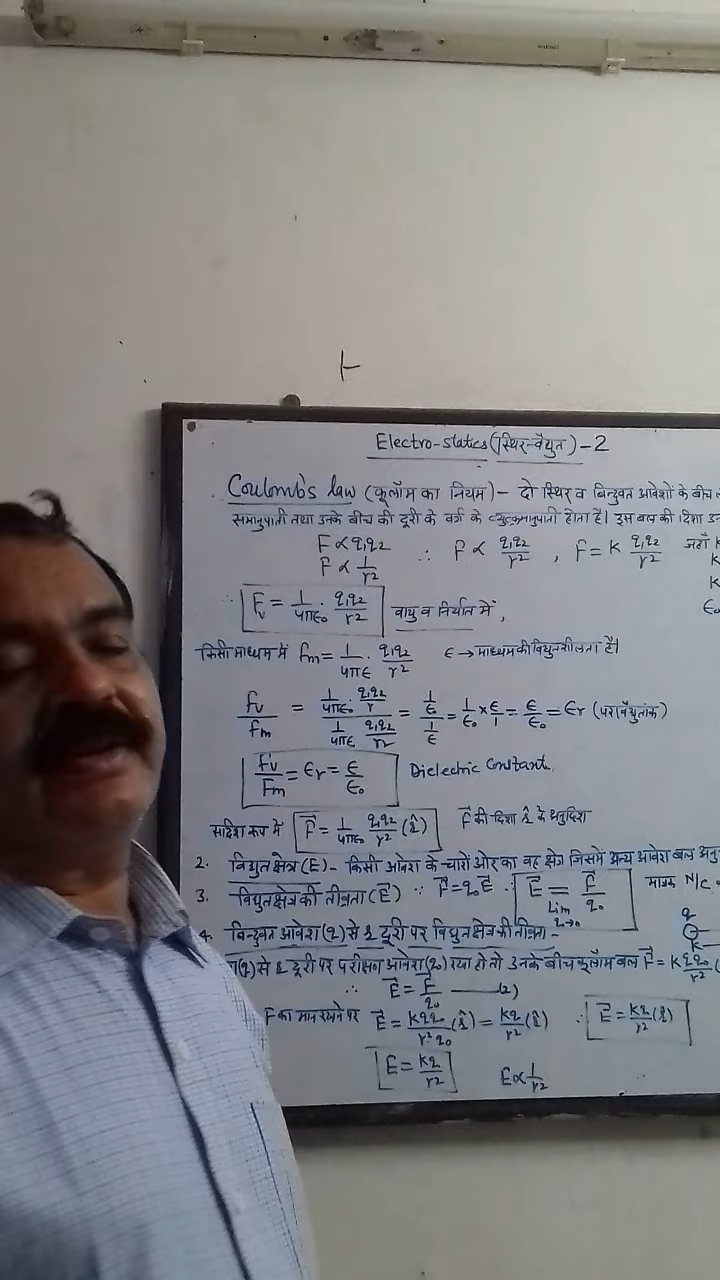 Electro-statics (स्थिर-वैद्युत) - 2
Coulomb's law (कूलॉम का नियम) - दो स्थिर व बिन्दुवत आवेशों के बीच
समानुपाती तथा उनके बीच की दूरी के वर्ग के व्युत्क्रमानुपाती होता है। इस बल की दिशा
F ∝ q₁q₂ ∴ F ∝ q₁q₂/r² , F = K q₁q₂/r² जहाँ
F ∝ 1/r²
∴ Fv = 1/4πε₀ · q₁q₂/r² वायु व निर्वात में,
किसी माध्यम में Fm = 1/4πε · q₁q₂/r² ε → माध्यम की विद्युतशीलता है।
Fv/Fm = (1/4πε₀ · q₁q₂/r²)/(1/4πε q₁q₂/r²) = (1/ε₀)/(1/ε) = 1/ε₀ × ε/1 = ε/ε₀ = εr (परावैद्युतांक)
Fv/Fm = εr = ε/ε₀ Dielectric Constant.
सदिश रूप में F⃗ = 1/4πε₀ q₁q₂/r² (r̂) F⃗ की दिशा r̂ के अनुदिश
2. विद्युत क्षेत्र (E) - किसी आवेश के चारों ओर का वह क्षेत्र जिसमें अन्य आवेश बल
3. विद्युत क्षेत्र की तीव्रता (E⃗) ∵ F⃗ = q₀E⃗ ∴ E⃗ = Lim q₀→0 F⃗/q₀ मात्रक N/C
4. बिन्दुवत आवेश (q) से r दूरी पर विद्युत क्षेत्र की तीव्रता -
(q) से r दूरी पर परीक्षण आवेश (q₀) रखा हो तो उनके बीच कूलॉम बल F⃗ = K q q₀/r²
∴ E⃗ = F⃗/q₀ — (2)
F का मान रखने पर E⃗ = K q q₀/r² q₀ (r̂) = Kq/r² (r̂) ∴ E⃗ = Kq/r² (r̂)
E = Kq/r² E ∝ 1/r²